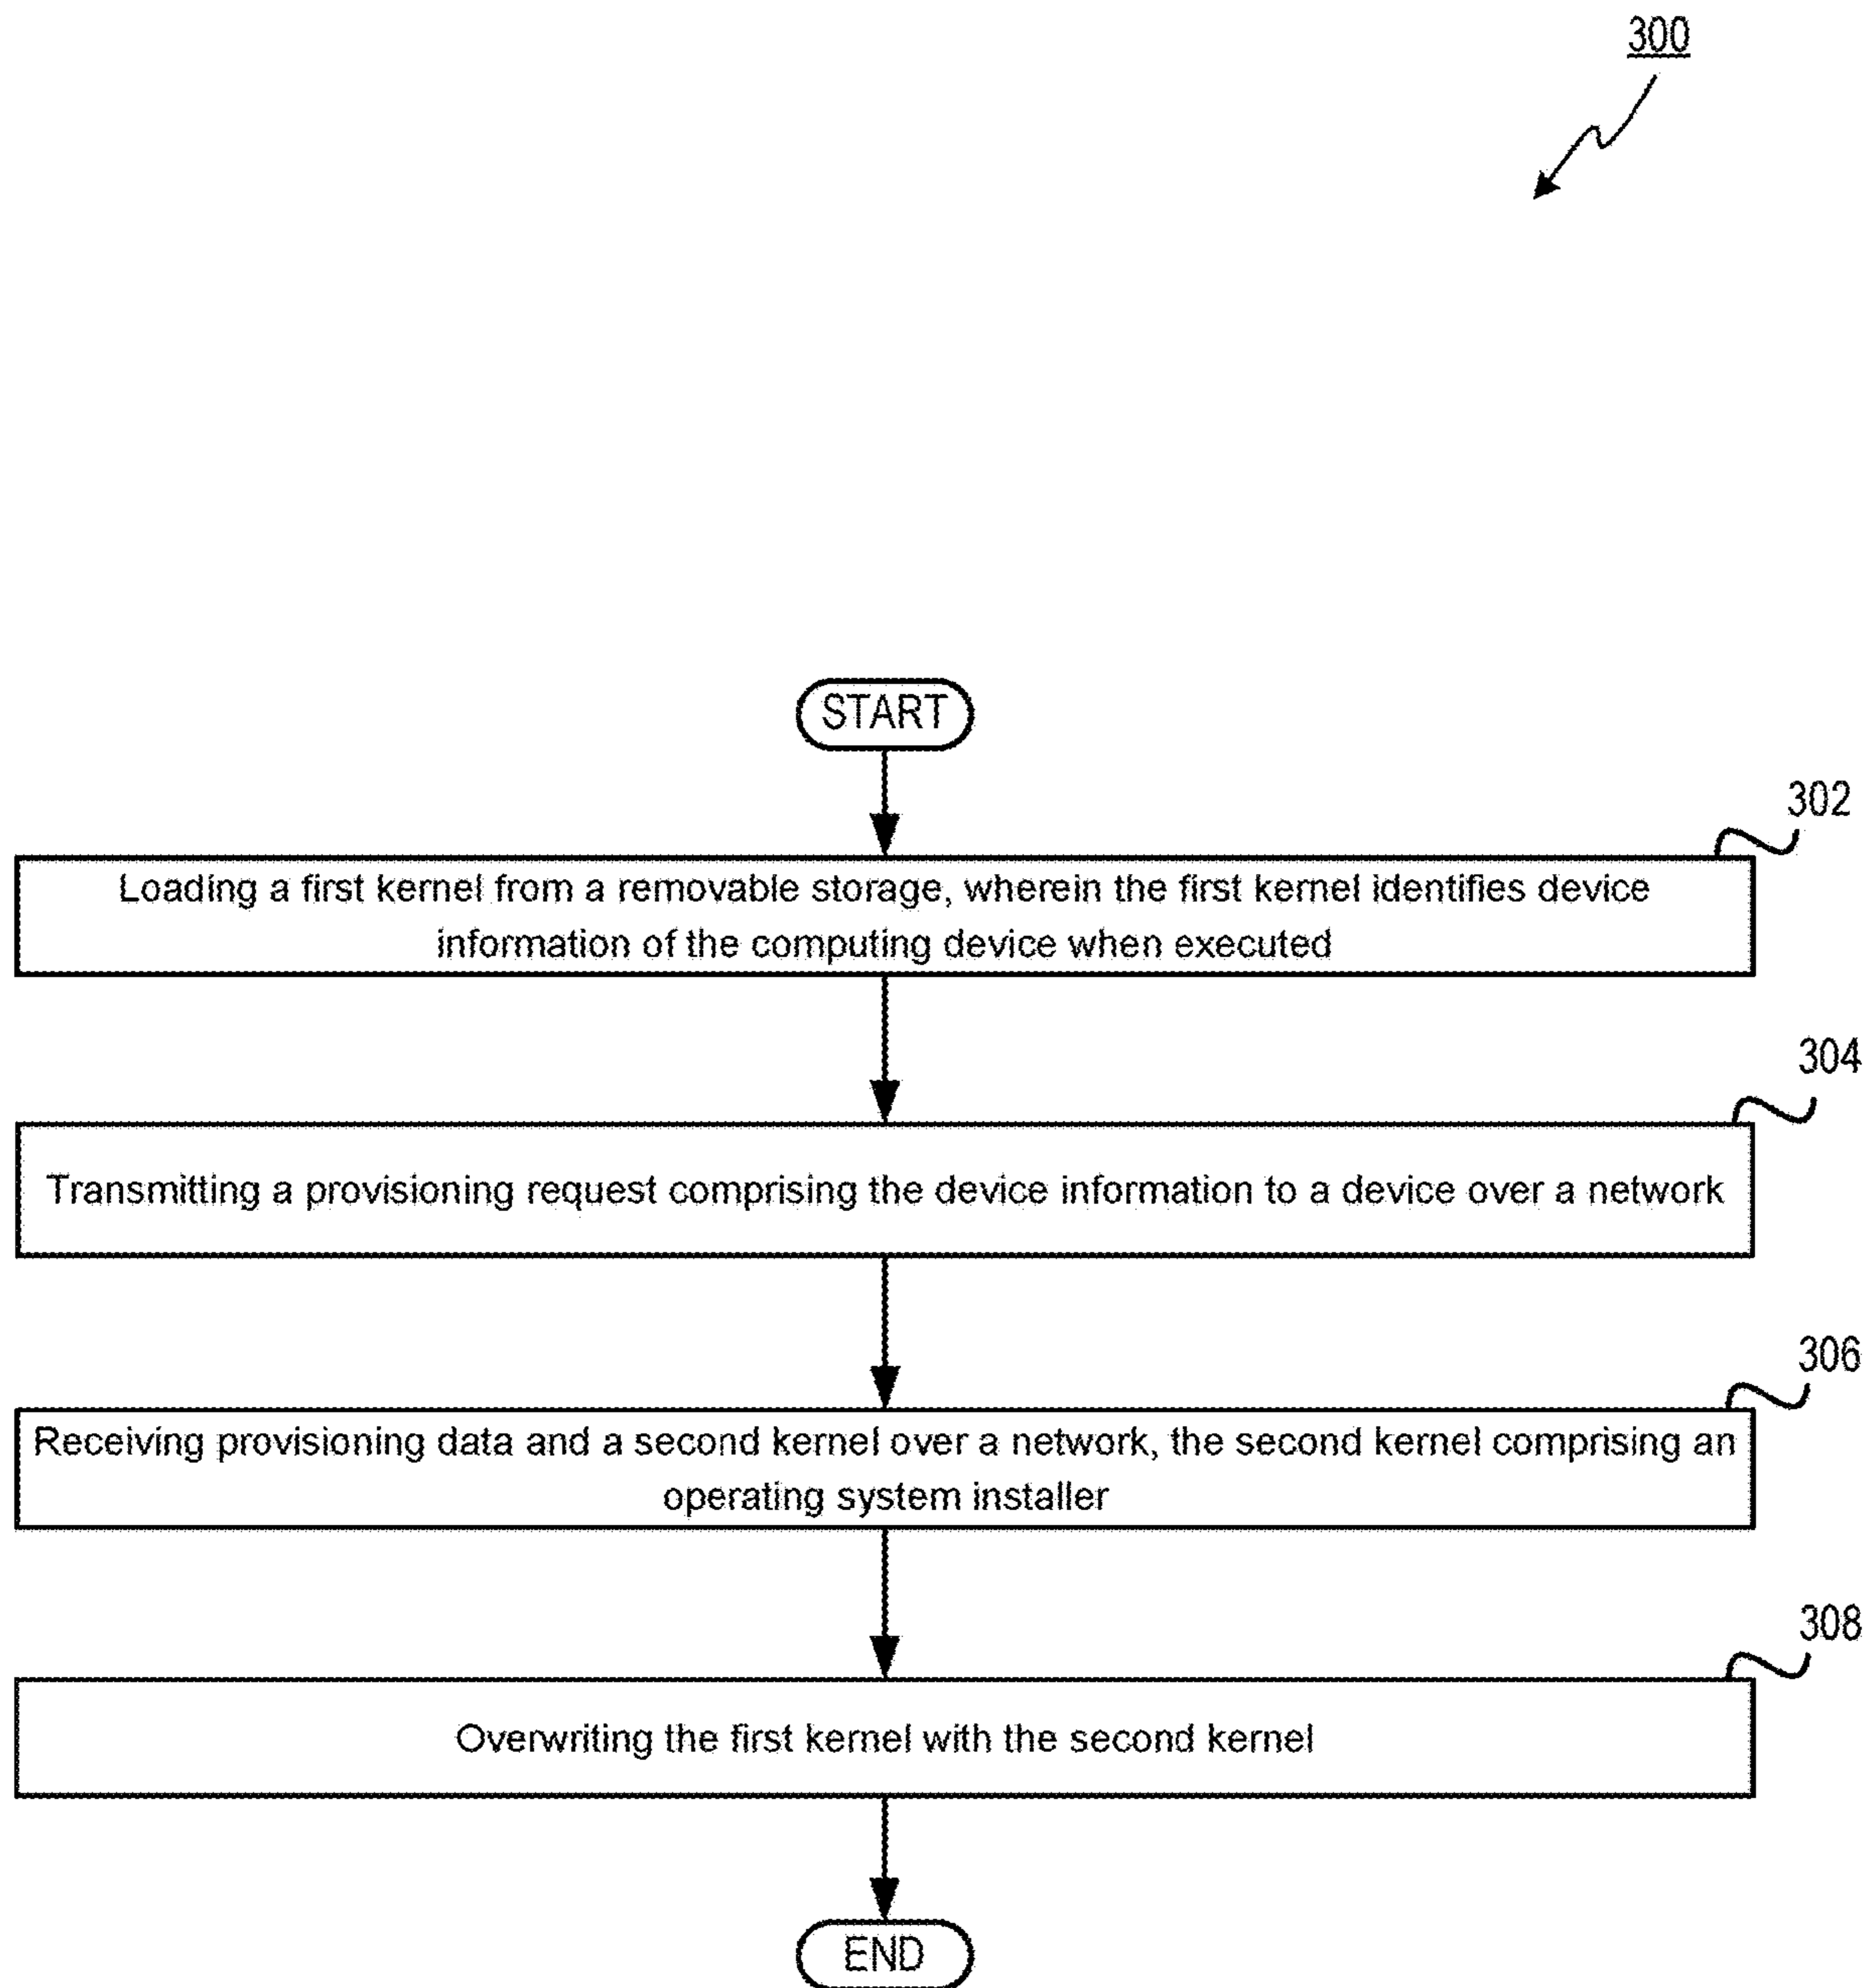 300
START
302
Loading a first kernel from a removable storage, wherein the first kernel identifies device
information of the computing device when executed
304
Transmitting a provisioning request comprising the device information to a device over a network
306
Receiving provisioning data and a second kernel over a network, the second kernel comprising an
operating system installer
308
Overwriting the first kernel with the second kernel
END